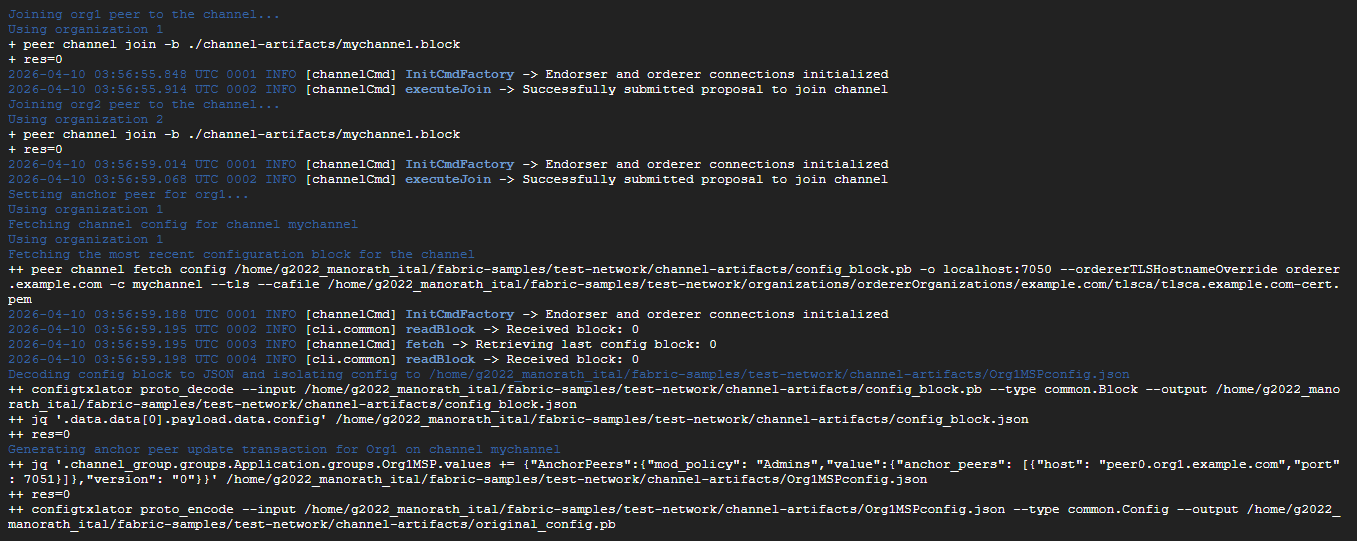 Joining org1 peer to the channel...
Using organization 1
+ peer channel join -b ./channel-artifacts/mychannel.block
+ res=0
2026-04-10 03:56:55.848 UTC 0001 INFO [channelCmd] InitCmdFactory -> Endorser and orderer connections initialized
2026-04-10 03:56:55.914 UTC 0002 INFO [channelCmd] executeJoin -> Successfully submitted proposal to join channel
Joining org2 peer to the channel...
Using organization 2
+ peer channel join -b ./channel-artifacts/mychannel.block
+ res=0
2026-04-10 03:56:59.014 UTC 0001 INFO [channelCmd] InitCmdFactory -> Endorser and orderer connections initialized
2026-04-10 03:56:59.068 UTC 0002 INFO [channelCmd] executeJoin -> Successfully submitted proposal to join channel
Setting anchor peer for org1...
Using organization 1
Fetching channel config for channel mychannel
Using organization 1
Fetching the most recent configuration block for the channel
++ peer channel fetch config /home/g2022_manorath_ital/fabric-samples/test-network/channel-artifacts/config_block.pb -o localhost:7050 --ordererTLSHostnameOverride orderer
.example.com -c mychannel --tls --cafile /home/g2022_manorath_ital/fabric-samples/test-network/organizations/ordererOrganizations/example.com/tlsca/tlsca.example.com-cert.
pem
2026-04-10 03:56:59.188 UTC 0001 INFO [channelCmd] InitCmdFactory -> Endorser and orderer connections initialized
2026-04-10 03:56:59.195 UTC 0002 INFO [cli.common] readBlock -> Received block: 0
2026-04-10 03:56:59.195 UTC 0003 INFO [channelCmd] fetch -> Retrieving last config block: 0
2026-04-10 03:56:59.198 UTC 0004 INFO [cli.common] readBlock -> Received block: 0
Decoding config block to JSON and isolating config to /home/g2022_manorath_ital/fabric-samples/test-network/channel-artifacts/Org1MSPconfig.json
++ configtxlator proto_decode --input /home/g2022_manorath_ital/fabric-samples/test-network/channel-artifacts/config_block.pb --type common.Block --output /home/g2022_mano
rath_ital/fabric-samples/test-network/channel-artifacts/config_block.json
++ jq '.data.data[0].payload.data.config' /home/g2022_manorath_ital/fabric-samples/test-network/channel-artifacts/config_block.json
++ res=0
Generating anchor peer update transaction for Org1 on channel mychannel
++ jq '.channel_group.groups.Application.groups.Org1MSP.values += {"AnchorPeers":{"mod_policy": "Admins","value":{"anchor_peers": [{"host": "peer0.org1.example.com","port"
: 7051}]},"version": "0"}}' /home/g2022_manorath_ital/fabric-samples/test-network/channel-artifacts/Org1MSPconfig.json
++ res=0
++ configtxlator proto_encode --input /home/g2022_manorath_ital/fabric-samples/test-network/channel-artifacts/Org1MSPconfig.json --type common.Config --output /home/g2022_
manorath_ital/fabric-samples/test-network/channel-artifacts/original_config.pb